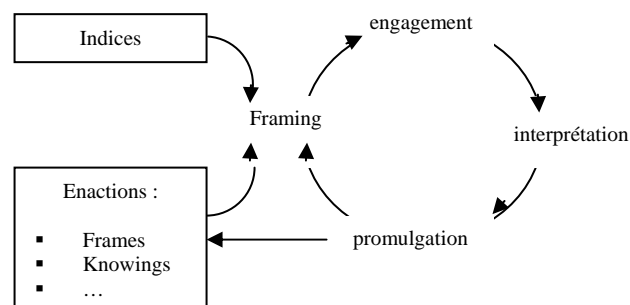 engagement
Indices
Framing
interprétation
Enactions :
▪ Frames
▪ Knowings
▪ …
promulgation